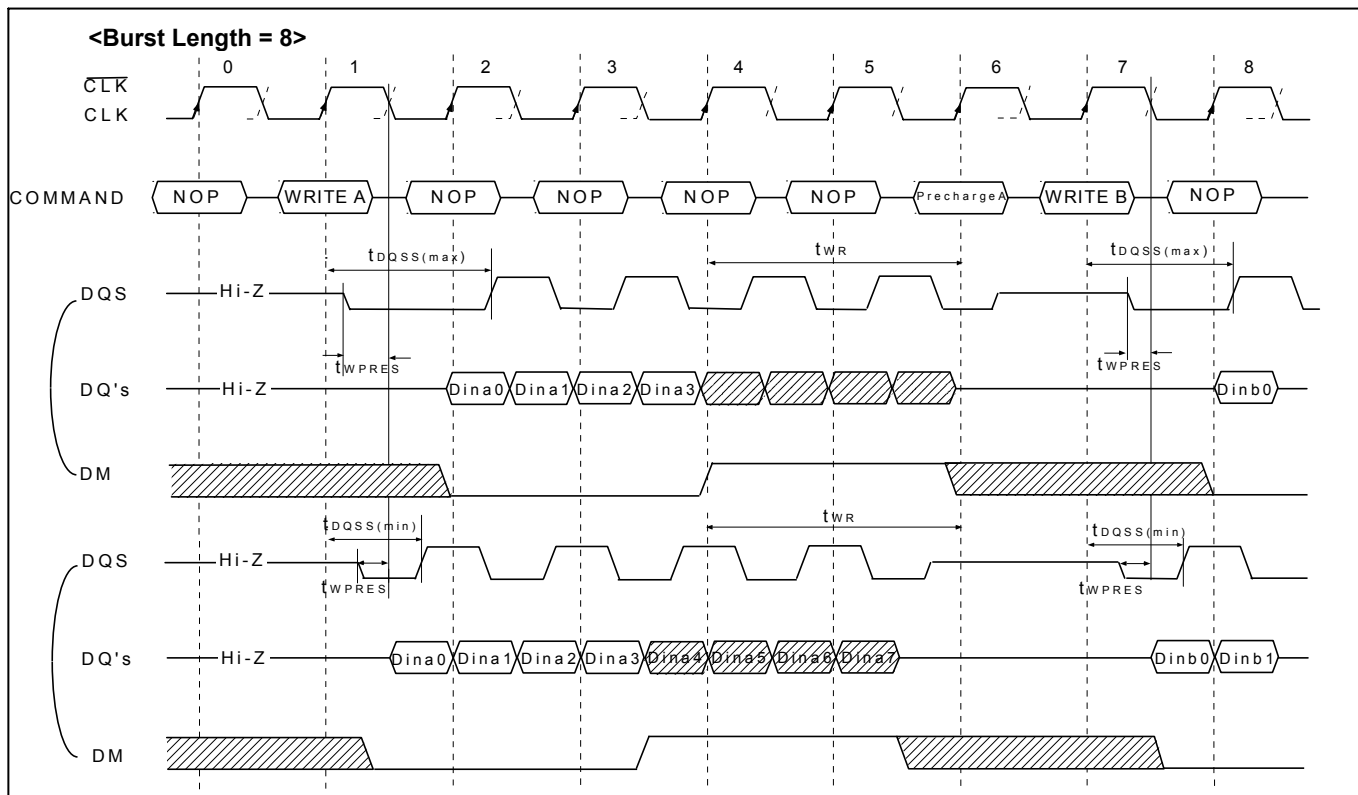 <Burst Length = 8>
0 1 2 3 4 5 6 7 8
CLK
CLK
COMMAND NOP WRITE A NOP NOP NOP NOP PrechargeA WRITE B NOP
tDQSS(max) tWR tDQSS(max)
DQS Hi-Z
tWPRES tWPRES
DQ's Hi-Z Dina0 Dina1 Dina2 Dina3 Dinb0
DM
tDQSS(min) tWR tDQSS(min)
DQS Hi-Z
tWPRES tWPRES
DQ's Hi-Z Dina0 Dina1 Dina2 Dina3 Dina4 Dina5 Dina6 Dina7 Dinb0 Dinb1
DM